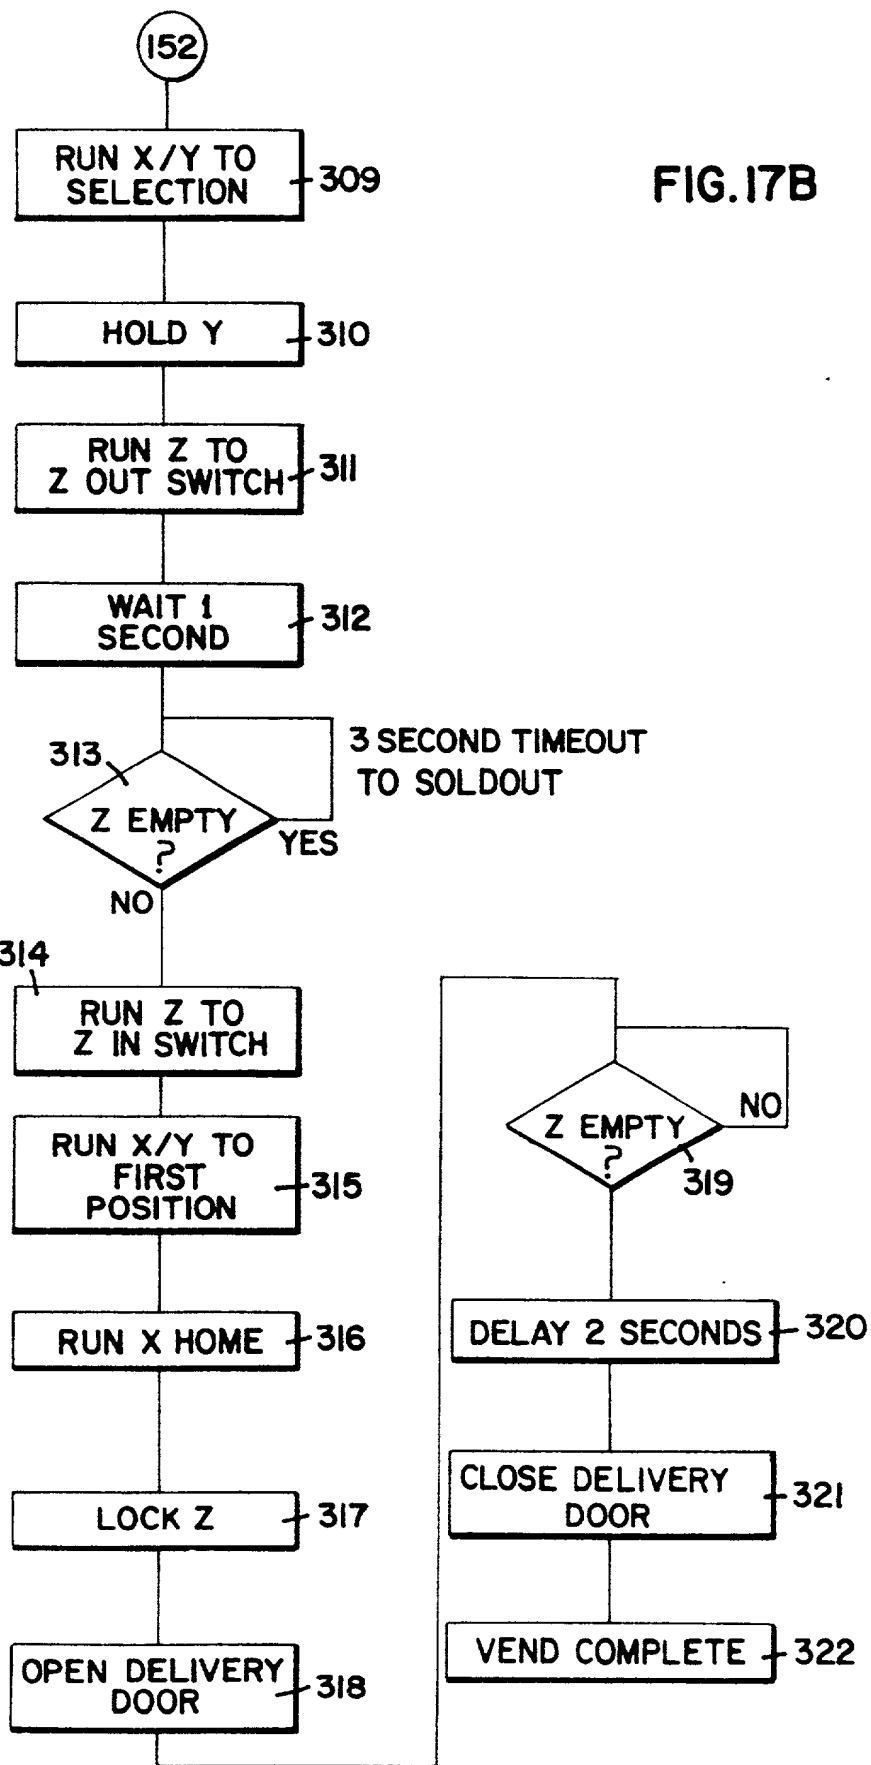 152
RUN X/Y TO
SELECTION
309
FIG.17B
HOLD Y
310
RUN Z TO
Z OUT SWITCH
311
WAIT 1
SECOND
312
313
Z EMPTY
?
YES
3 SECOND TIMEOUT
TO SOLDOUT
NO
314
RUN Z TO
Z IN SWITCH
RUN X/Y TO
FIRST
POSITION
315
RUN X HOME
316
LOCK Z
317
OPEN DELIVERY
DOOR
318
Z EMPTY
?
NO
319
DELAY 2 SECONDS
320
CLOSE DELIVERY
DOOR
321
VEND COMPLETE
322